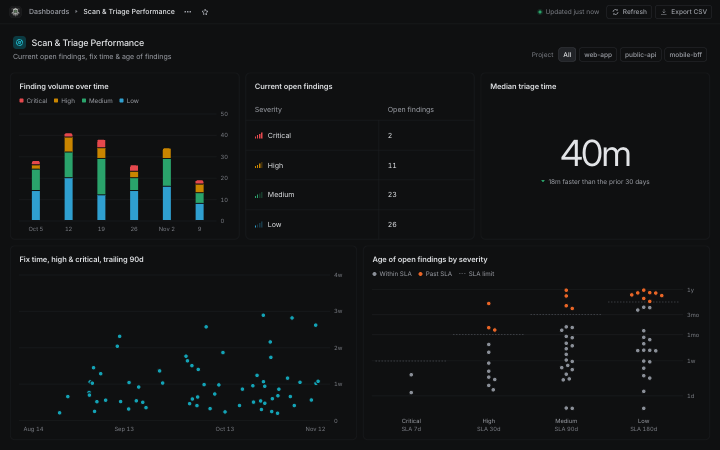 Dashboards • Scan & Triage Performance
Updated just now
Refresh
Export CSV
Scan & Triage Performance
Current open findings, fix time & age of findings
Project All web-app public-api mobile-bff
Finding volume over time
Critical High Medium Low
50
40
30
20
10
0
Oct 5 12 19 26 Nov 2 9
Current open findings
Severity Open findings
Critical 2
High 11
Medium 23
Low 26
Median triage time
40m
18m faster than the prior 30 days
Fix time, high & critical, trailing 90d
4w
3w
2w
1w
0
Aug 14 Sep 13 Oct 13 Nov 12
Age of open findings by severity
Within SLA Past SLA SLA limit
1y
3mo
1mo
1w
1d
Critical High Medium Low
SLA 7d SLA 30d SLA 90d SLA 180d